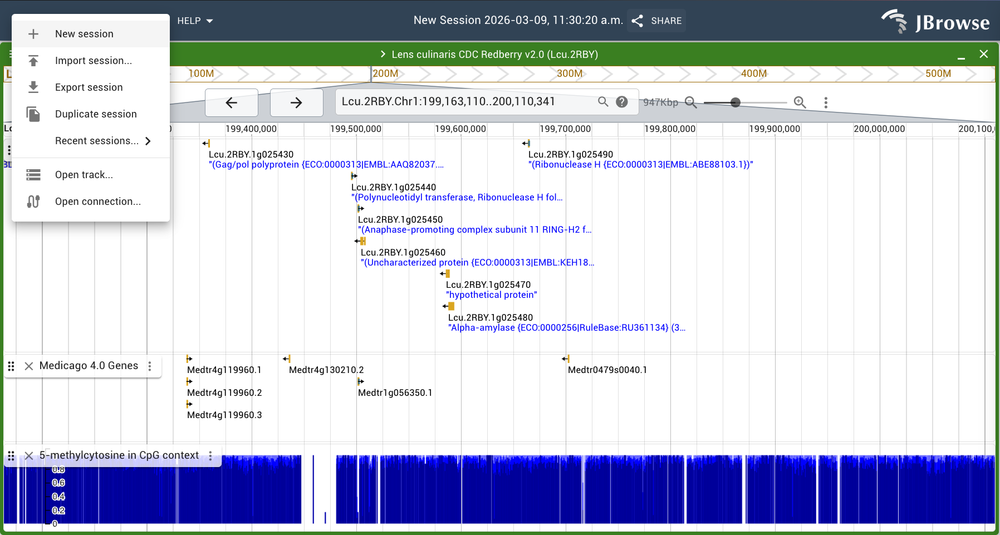 HELP
New Session 2026-03-09, 11:30:20 a.m.
SHARE
JBrowse
New session
Import session...
Export session
Duplicate session
Recent sessions...
Open track...
Open connection...
Lens culinaris CDC Redberry v2.0 (Lcu.2RBY)
100M 200M 300M 400M 500M
Lcu.2RBY.Chr1:199,163,110..200,110,341
947Kbp
199,400,000 199,500,000 199,600,000 199,700,000 199,800,000 199,900,000 200,000,000 200,100,
Lcu.2RBY.1g025430
"(Gag/pol polyprotein {ECO:0000313|EMBL:AAQ82037....
Lcu.2RBY.1g025490
"(Ribonuclease H {ECO:0000313|EMBL:ABE88103.1})"
Lcu.2RBY.1g025440
"(Polynucleotidyl transferase, Ribonuclease H fol...
Lcu.2RBY.1g025450
"(Anaphase-promoting complex subunit 11 RING-H2 f...
Lcu.2RBY.1g025460
"(Uncharacterized protein {ECO:0000313|EMBL:KEH18...
Lcu.2RBY.1g025470
"hypothetical protein"
Lcu.2RBY.1g025480
"Alpha-amylase {ECO:0000256|RuleBase:RU361134} (3...
Medicago 4.0 Genes
Medtr4g119960.1
Medtr4g130210.2
Medtr0479s0040.1
Medtr4g119960.2
Medtr1g056350.1
Medtr4g119960.3
5-methylcytosine in CpG context
0.8
0.6
0.4
0.2
0